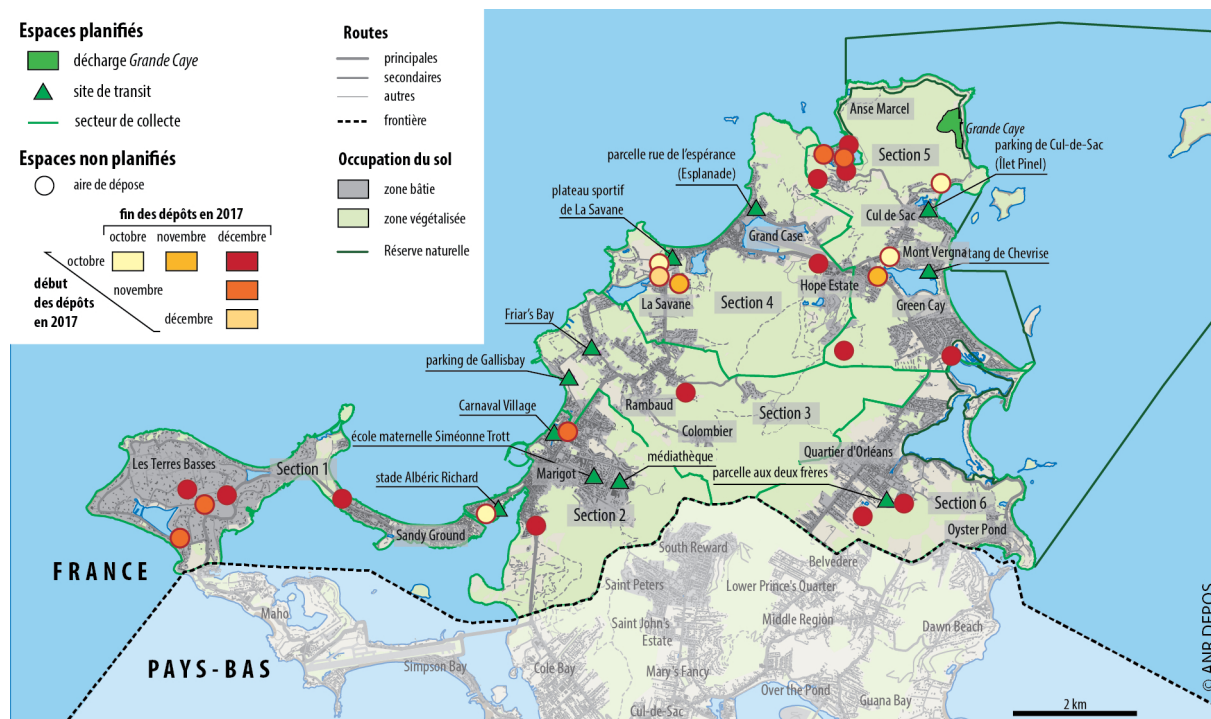 Espaces planifiés
décharge Grande Caye
site de transit
secteur de collecte
Espaces non planifiés
aire de dépose
fin des dépôts en 2017
octobre novembre décembre
octobre
novembre
décembre
début
des dépôts
en 2017
Routes
principales
secondaires
autres
frontière
Occupation du sol
zone bâtie
zone végétalisée
Réserve naturelle
Anse Marcel
Grande Caye
parking de Cul-de-Sac
(Îlet Pinel)
parcelle rue de l'espérance
(Esplanade)
Section 5
plateau sportif
de La Savane
Cul de Sac
Grand Case
Mont Vergna
tang de Chevrise
Hope Estate
La Savane
Section 4
Green Cay
Friar's Bay
parking de Gallisbay
Rambaud
Section 3
Carnaval Village
Colombier
école maternelle Siméonne Trott
Quartier d'Orléans
Les Terres Basses
Section 1
Marigot
médiathèque
parcelle aux deux frères
stade Albéric Richard
Section 2
Section 6
Sandy Ground
Oyster Pond
FRANCE
South Reward
Belvedere
Saint Peters
Lower Prince's Quarter
Maho
Saint John's
Estate
Middle Region
Dawn Beach
PAYS-BAS
Simpson Bay
Cole Bay
Mary's Fancy
Over the Pond
Guana Bay
Cul-de-Sac
2 km
© ANR DEPOS